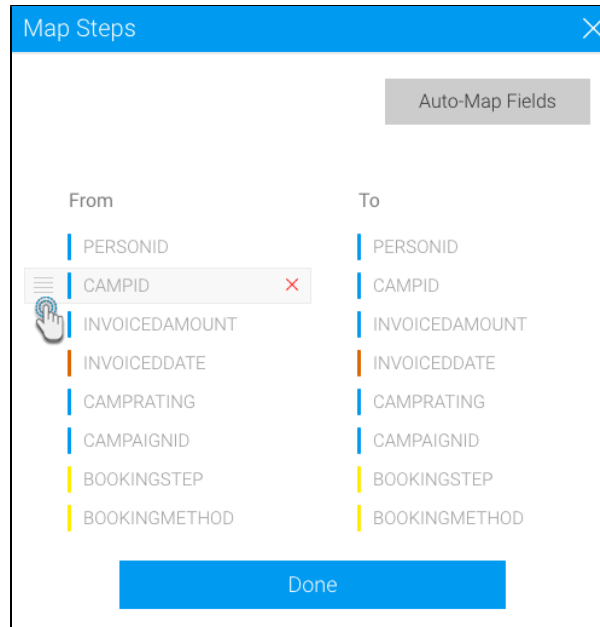 Map Steps
Auto-Map Fields
From To
PERSONID PERSONID
CAMPID CAMPID
INVOICEDAMOUNT INVOICEDAMOUNT
INVOICEDDATE INVOICEDDATE
CAMPRATING CAMPRATING
CAMPAIGNID CAMPAIGNID
BOOKINGSTEP BOOKINGSTEP
BOOKINGMETHOD BOOKINGMETHOD
Done